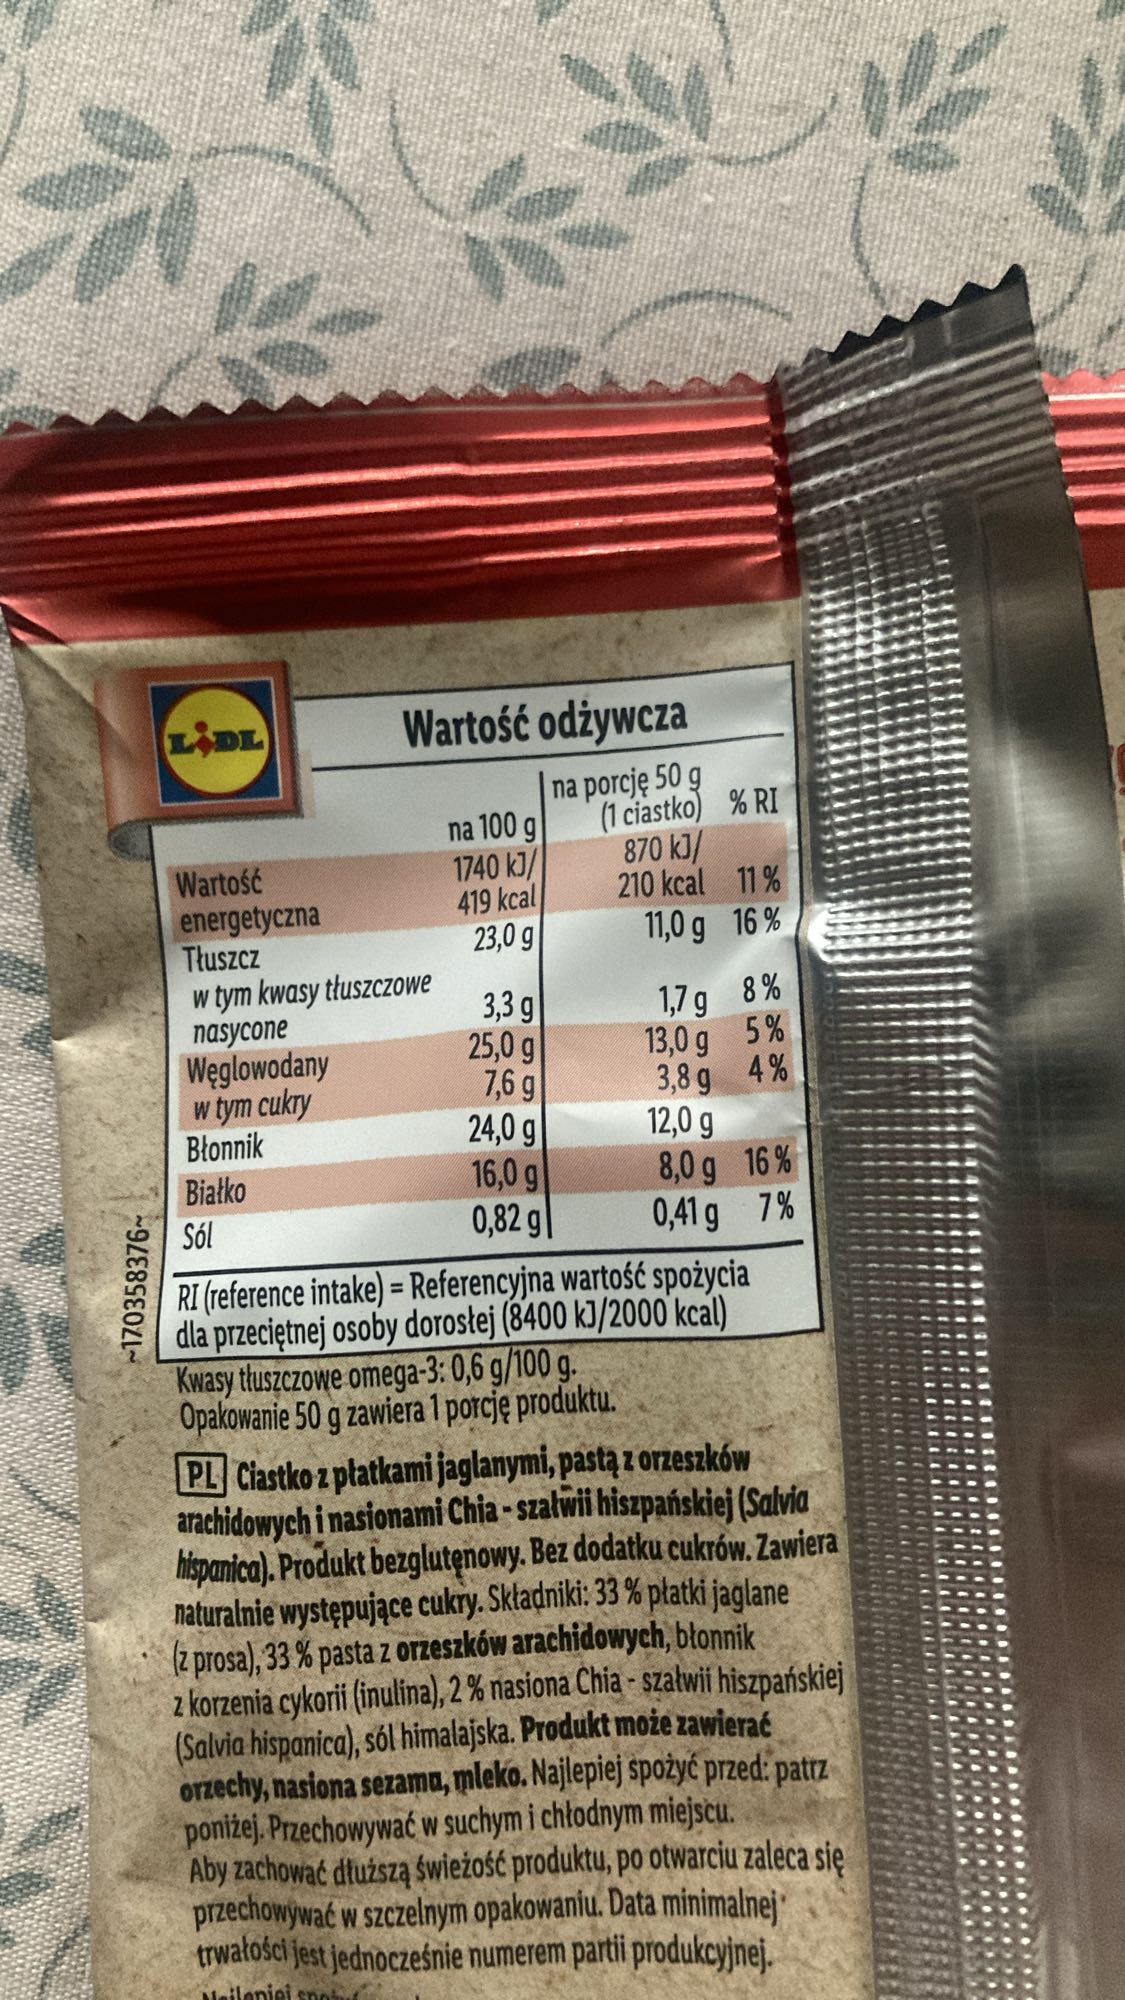 LIDL
Wartość odżywcza
na 100 g
na porcję 50 g
(1 ciastko)
% RI
Wartość
energetyczna
1740 kJ/
419 kcal
870 kJ/
210 kcal 11 %
Tłuszcz 23,0 g 11,0 g 16 %
w tym kwasy tłuszczowe
nasycone 3,3 g 1,7 g 8 %
Węglowodany 25,0 g 13,0 g 5 %
w tym cukry 7,6 g 3,8 g 4 %
Błonnik 24,0 g 12,0 g
Białko 16,0 g 8,0 g 16 %
Sól 0,82 g 0,41 g 7 %
RI (reference intake) = Referencyjna wartość spożycia
dla przeciętnej osoby dorosłej (8400 kJ/2000 kcal)
~170358376~
Kwasy tłuszczowe omega-3: 0,6 g/100 g.
Opakowanie 50 g zawiera 1 porcję produktu.
PL Ciastko z płatkami jaglanymi, pastą z orzeszków
arachidowych i nasionami Chia - szałwii hiszpańskiej (Salvia
hispanica). Produkt bezglutenowy. Bez dodatku cukrów. Zawiera
naturalnie występujące cukry. Składniki: 33 % płatki jaglane
(z prosa), 33 % pasta z orzeszków arachidowych, błonnik
z korzenia cykorii (inulina), 2 % nasiona Chia - szałwii hiszpańskiej
(Salvia hispanica), sól himalajska. Produkt może zawierać
orzechy, nasiona sezamu, mleko. Najlepiej spożyć przed: patrz
poniżej. Przechowywać w suchym i chłodnym miejscu.
Aby zachować dłuższą świeżość produktu, po otwarciu zaleca się
przechowywać w szczelnym opakowaniu. Data minimalnej
trwałości jest jednocześnie numerem partii produkcyjnej.